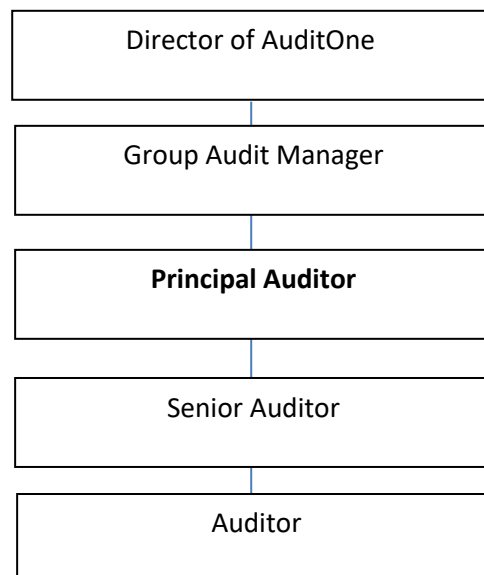 Director of AuditOne
Group Audit Manager
Principal Auditor
Senior Auditor
Auditor